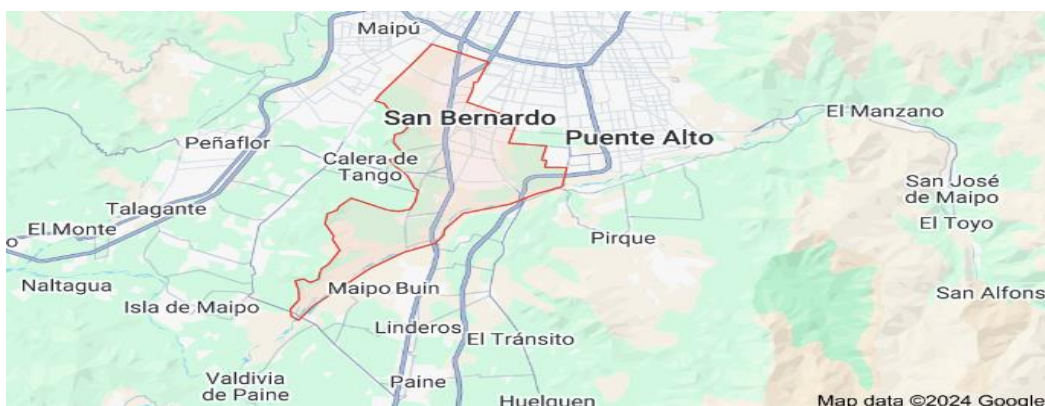 Maipú
San Bernardo
Puente Alto
El Manzano
Peñaflor
Calera de
Tango
San José
de Maipo
Talagante
El Toyo
El Monte
o
Pirque
Naltagua
Maipo Buin
San Alfons
Isla de Maipo
Linderos
El Tránsito
Valdivia
de Paine
Paine
Huelquen
Map data ©2024 Google